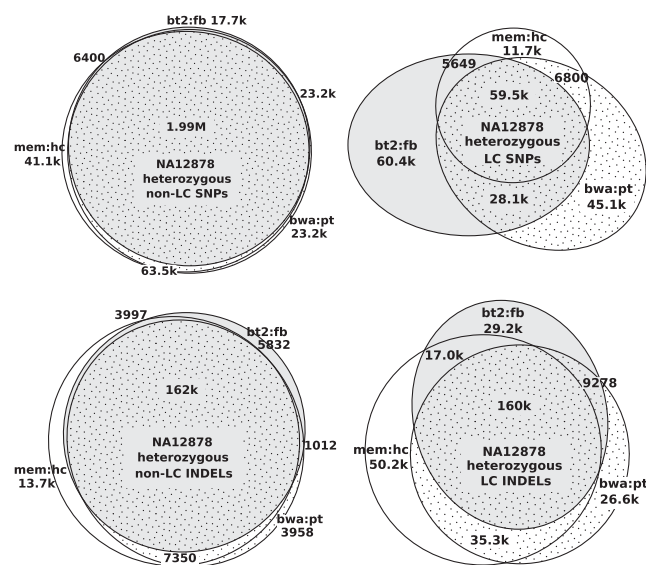 bt2:fb 17.7k
6400
23.2k
1.99M
mem:hc
41.1k
NA12878
heterozygous
non-LC SNPs
bwa:pt
23.2k
63.5k
mem:hc
11.7k
5649
6800
59.5k
NA12878
heterozygous
LC SNPs
bt2:fb
60.4k
bwa:pt
45.1k
28.1k
3997
bt2:fb
5832
162k
NA12878
heterozygous
non-LC INDELs
1012
mem:hc
13.7k
bwa:pt
3958
7350
bt2:fb
29.2k
17.0k
9278
160k
mem:hc
50.2k
NA12878
heterozygous
LC INDELs
bwa:pt
26.6k
35.3k